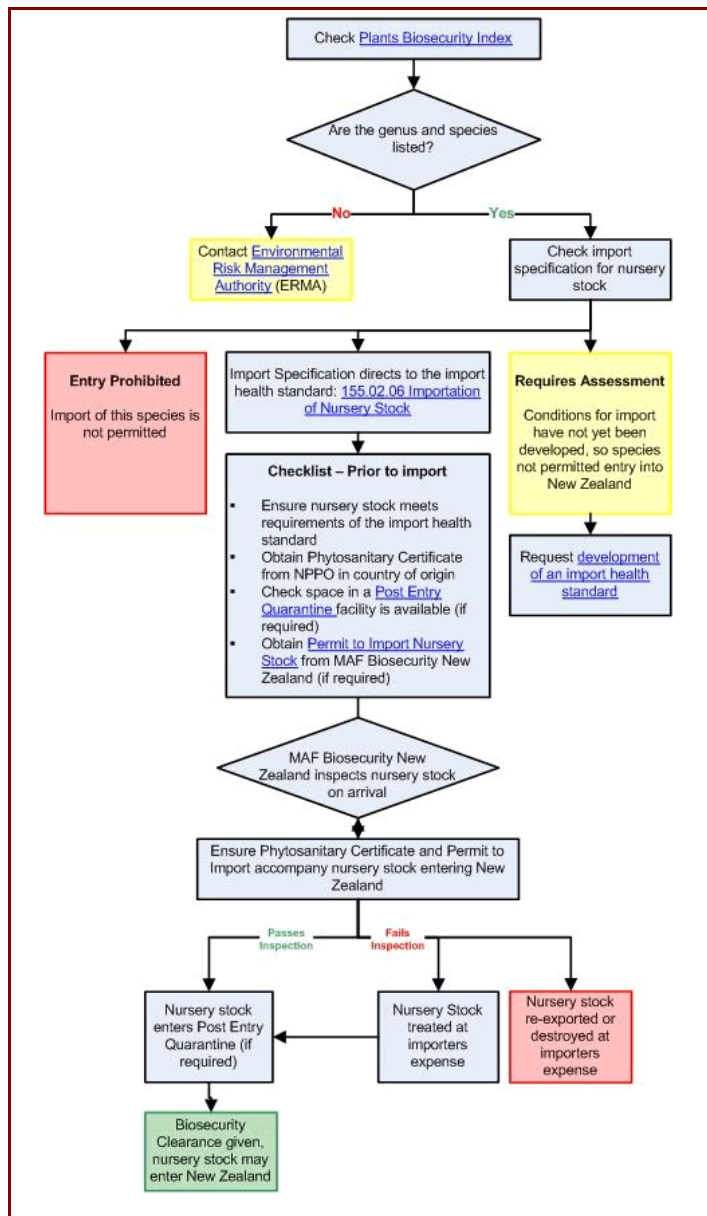 Check Plants Biosecurity Index
Are the genus and species
listed?
No
Yes
Contact Environmental
Risk Management
Authority (ERMA)
Check import
specification for nursery
stock
Entry Prohibited
Import of this species is
not permitted
Import Specification directs to the import
health standard: 155.02.06 Importation
of Nursery Stock
Requires Assessment
Conditions for import
have not yet been
developed, so species
not permitted entry into
New Zealand
Checklist – Prior to import
▪ Ensure nursery stock meets
requirements of the import health
standard
▪ Obtain Phytosanitary Certificate
from NPPO in country of origin
▪ Check space in a Post Entry
Quarantine facility is available (if
required)
▪ Obtain Permit to Import Nursery
Stock from MAF Biosecurity New
Zealand (if required)
Request development
of an import health
standard
MAF Biosecurity New
Zealand inspects nursery stock
on arrival
Ensure Phytosanitary Certificate and Permit to
Import accompany nursery stock entering New
Zealand
Passes
Inspection
Fails
Inspection
Nursery stock
enters Post Entry
Quarantine (if
required)
Nursery Stock
treated at
importers
expense
Nursery stock
re-exported or
destroyed at
importers
expense
Biosecurity
Clearance given,
nursery stock may
enter New Zealand